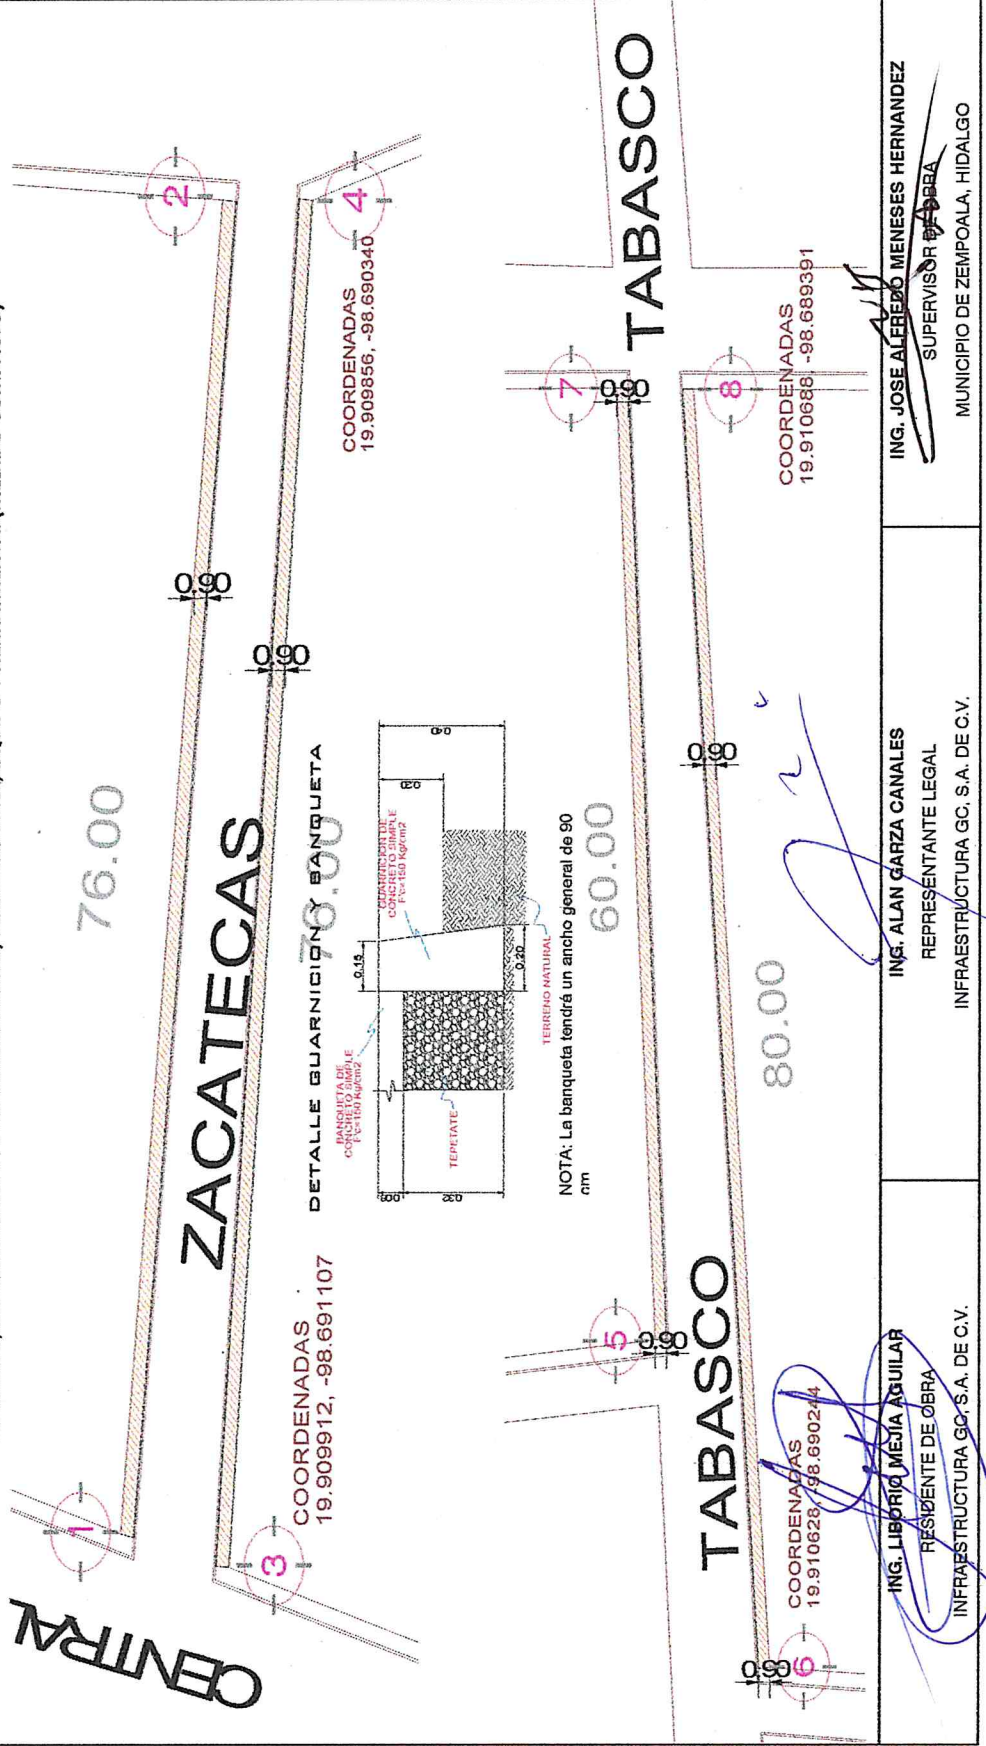 CENTRAL
1
2
76.00
0.90
ZACATECAS
0.90
76.00
3
4
COORDENADAS
19.909912, -98.691107
COORDENADAS
19.909856, -98.690340
DETALLE GUARNICION Y BANQUETA
BANQUETA DE
CONCRETO SIMPLE
F'c=150 Kg/cm2
GUARNICION DE
CONCRETO SIMPLE
F'c=150 Kg/cm2
0.15
0.20
0.40
TEPETATE
TERRENO NATURAL
NOTA: La banqueta tendrá un ancho general de 90
cm
5
0.90
60.00
7
0.90
TABASCO
TABASCO
0.90
80.00
6
0.90
8
COORDENADAS
19.910628, -98.690244
COORDENADAS
19.910688, -98.689391
ING. LIBORIO MEJIA AGUILAR
RESIDENTE DE OBRA
INFRAESTRUCTURA GC, S.A. DE C.V.
ING. ALAN GARZA CANALES
REPRESENTANTE LEGAL
INFRAESTRUCTURA GC, S.A. DE C.V.
ING. JOSE ALFREDO MENESES HERNANDEZ
SUPERVISOR DE OBRA
MUNICIPIO DE ZEMPOALA, HIDALGO